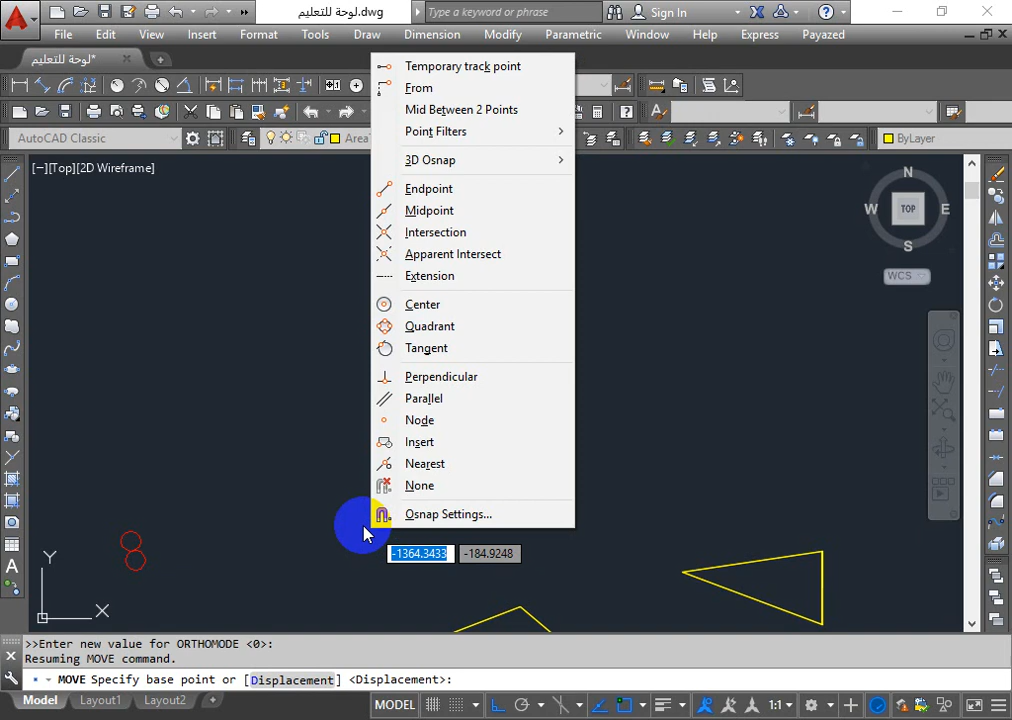 لوحة للتعليم.dwg
Type a keyword or phrase
Sign In
File Edit View Insert Format Tools Draw Dimension Modify Parametric Window Help Express Payazed
لوحة للتعليم*
AutoCAD Classic
Area
ByLayer
[−][Top][2D Wireframe]
Temporary track point
From
Mid Between 2 Points
Point Filters
3D Osnap
Endpoint
Midpoint
Intersection
Apparent Intersect
Extension
Center
Quadrant
Tangent
Perpendicular
Parallel
Node
Insert
Nearest
None
Osnap Settings...
N
W TOP E
S
WCS
-1364.3433 -184.9248
Y
X
>>Enter new value for ORTHOMODE <0>:
Resuming MOVE command.
MOVE Specify base point or [Displacement] <Displacement>:
Model Layout1 Layout2 +
MODEL 1:1